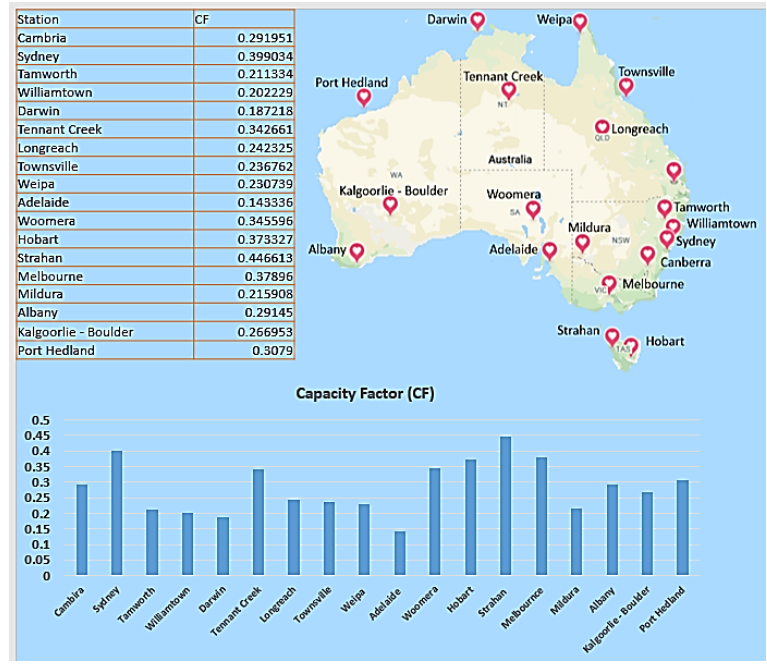 Station CF
Cambria 0.291951
Sydney 0.399034
Tamworth 0.211334
Williamtown 0.202229
Darwin 0.187218
Tennant Creek 0.342661
Longreach 0.242325
Townsville 0.236762
Weipa 0.230739
Adelaide 0.143336
Woomera 0.345596
Hobart 0.373327
Strahan 0.446613
Melbourne 0.37896
Mildura 0.215908
Albany 0.29145
Kalgoorlie - Boulder 0.266953
Port Hedland 0.3079
Darwin Weipa
Townsville
Tennant Creek
Port Hedland
NT
Longreach
QLD
Australia
WA
Kalgoorlie - Boulder
Woomera
SA
Tamworth
Williamtown
Mildura
NSW
Sydney
Albany
Adelaide
Canberra
VIC
Melbourne
Strahan
Hobart
TAS
Capacity Factor (CF)
0.5
0.45
0.4
0.35
0.3
0.25
0.2
0.15
0.1
0.05
0
Cambira Sydney Tamworth Williamtown Darwin Tennant Creek Longreach Townsville Weipa Adelaide Woomera Hobart Strahan Melbournce Mildura Albany Kalgoorlie - Boulder Port Hedland